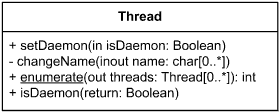 Thread
+ setDaemon(in isDaemon: Boolean)
- changeName(inout name: char[0..*])
+ enumerate(out threads: Thread[0..*]): int
+ isDaemon(return: Boolean)